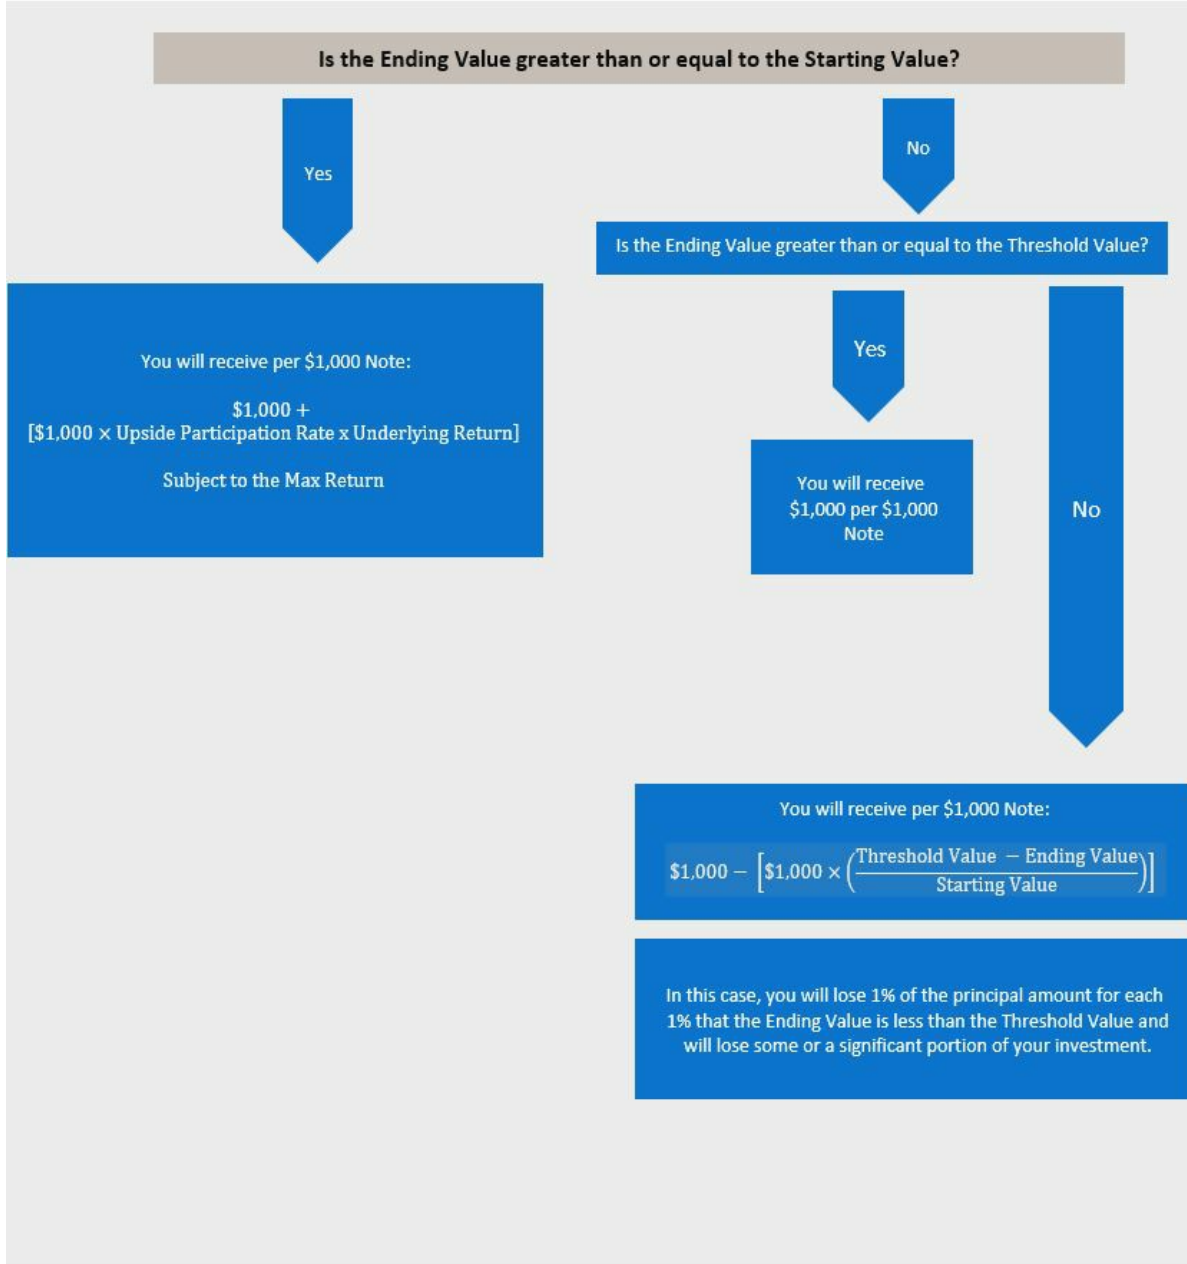 Is the Ending Value greater than or equal to the Starting Value?
Yes
No
Is the Ending Value greater than or equal to the Threshold Value?
You will receive per $1,000 Note:
$1,000 +
[$1,000 × Upside Participation Rate x Underlying Return]
Subject to the Max Return
Yes
You will receive
$1,000 per $1,000
Note
No
You will receive per $1,000 Note:
$1,000 − [$1,000 × (Threshold Value − Ending Value
Starting Value)]
In this case, you will lose 1% of the principal amount for each
1% that the Ending Value is less than the Threshold Value and
will lose some or a significant portion of your investment.